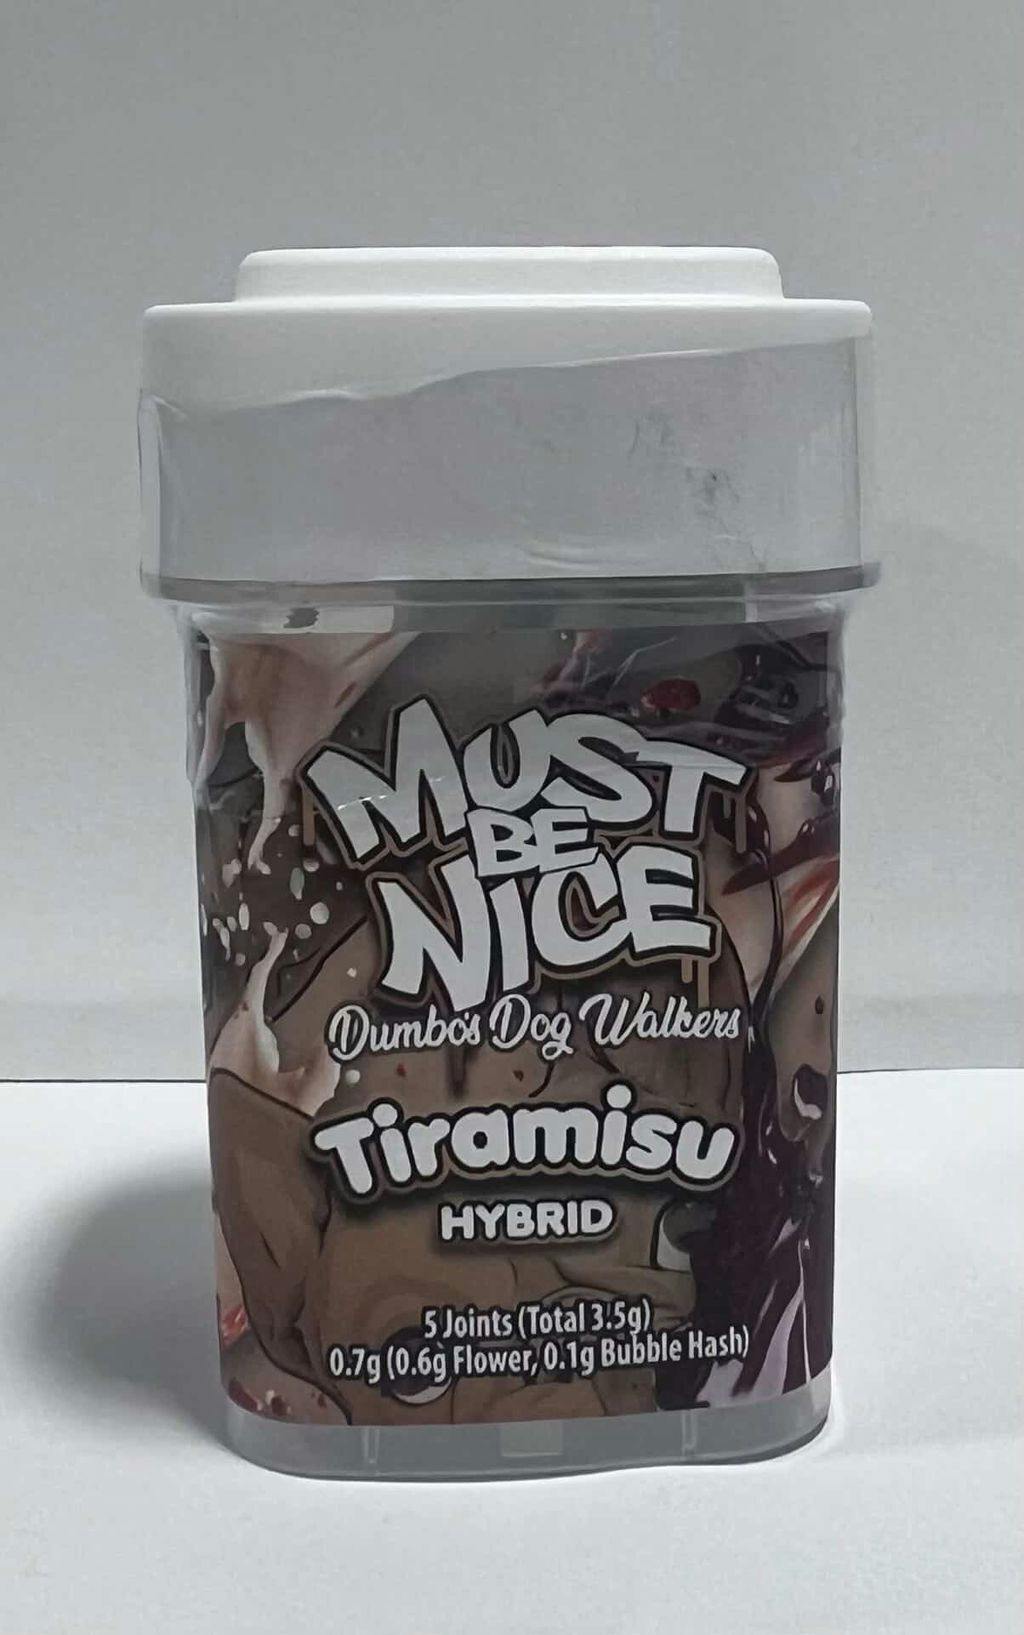 MUST
BE
NICE
Dumbo's Dog Walkers
Tiramisu
HYBRID
5 Joints (Total 3.5g)
0.7g (0.6g Flower, 0.1g Bubble Hash)